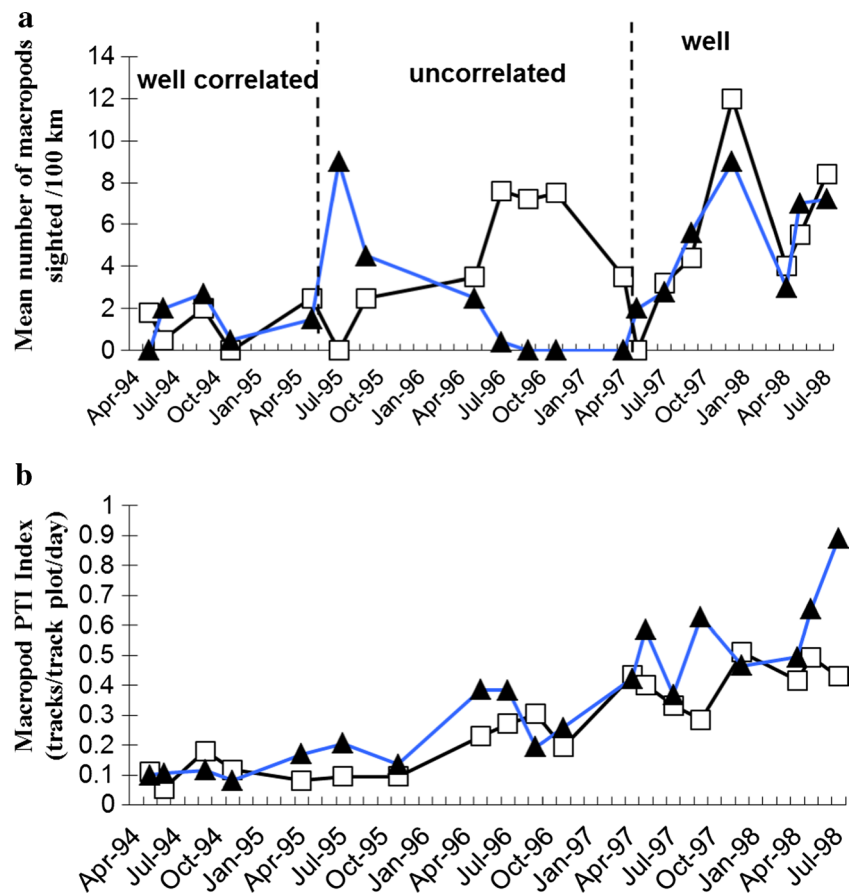 a
Mean number of macropods
sighted /100 km
14
12
10
8
6
4
2
0
well correlated
uncorrelated
well
Apr-94
Jul-94
Oct-94
Jan-95
Apr-95
Jul-95
Oct-95
Jan-96
Apr-96
Jul-96
Oct-96
Jan-97
Apr-97
Jul-97
Oct-97
Jan-98
Apr-98
Jul-98
b
Macropod PTI Index
(tracks/track plot/day)
1
0.9
0.8
0.7
0.6
0.5
0.4
0.3
0.2
0.1
0
Apr-94
Jul-94
Oct-94
Jan-95
Apr-95
Jul-95
Oct-95
Jan-96
Apr-96
Jul-96
Oct-96
Jan-97
Apr-97
Jul-97
Oct-97
Jan-98
Apr-98
Jul-98